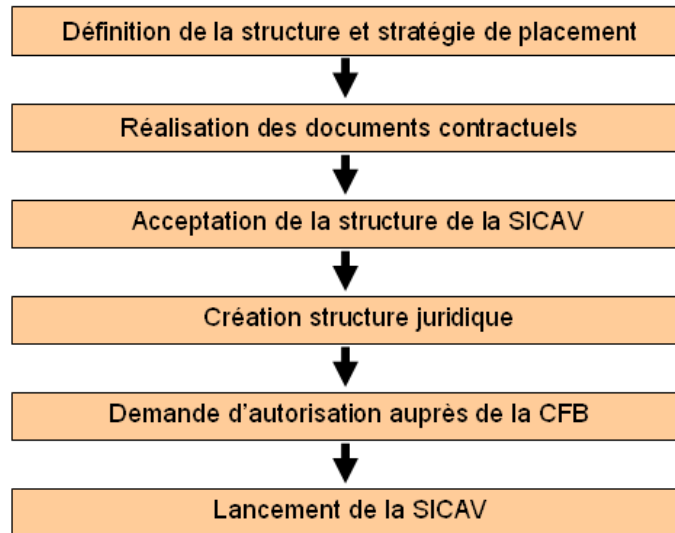 Définition de la structure et stratégie de placement
Réalisation des documents contractuels
Acceptation de la structure de la SICAV
Création structure juridique
Demande d'autorisation auprès de la CFB
Lancement de la SICAV